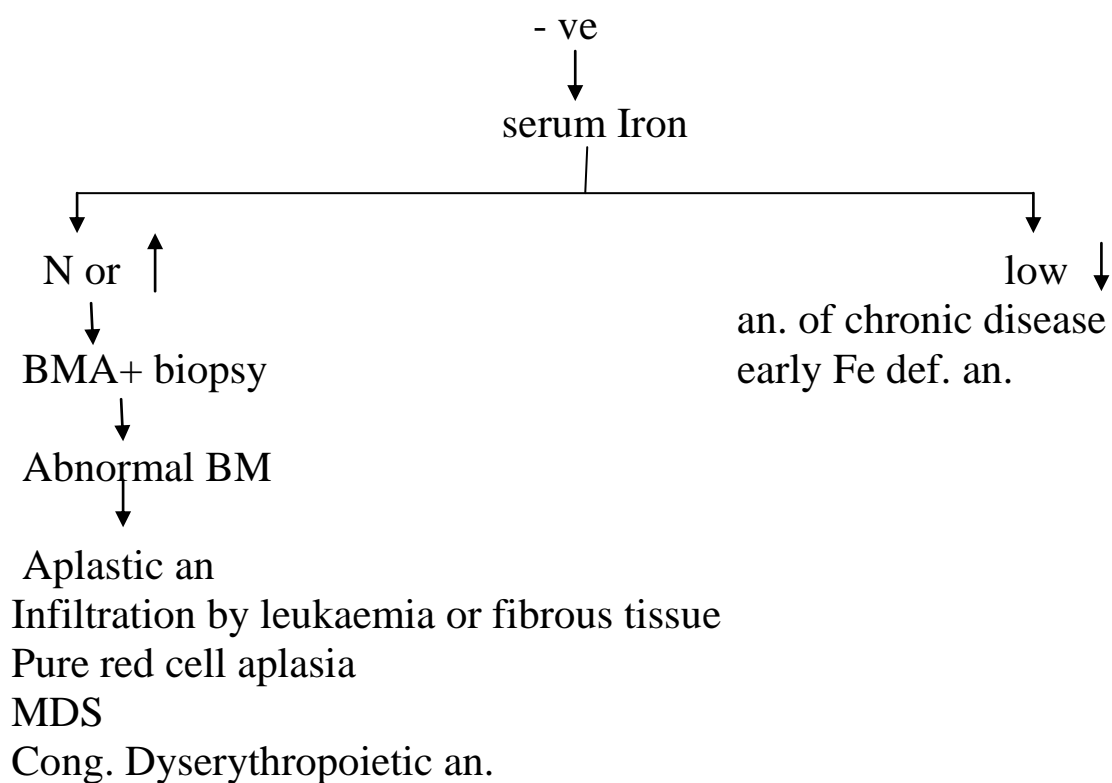 - ve
serum Iron
N or ↑
low ↓
an. of chronic disease
early Fe def. an.
BMA+ biopsy
Abnormal BM
Aplastic an
Infiltration by leukaemia or fibrous tissue
Pure red cell aplasia
MDS
Cong. Dyserythropoietic an.